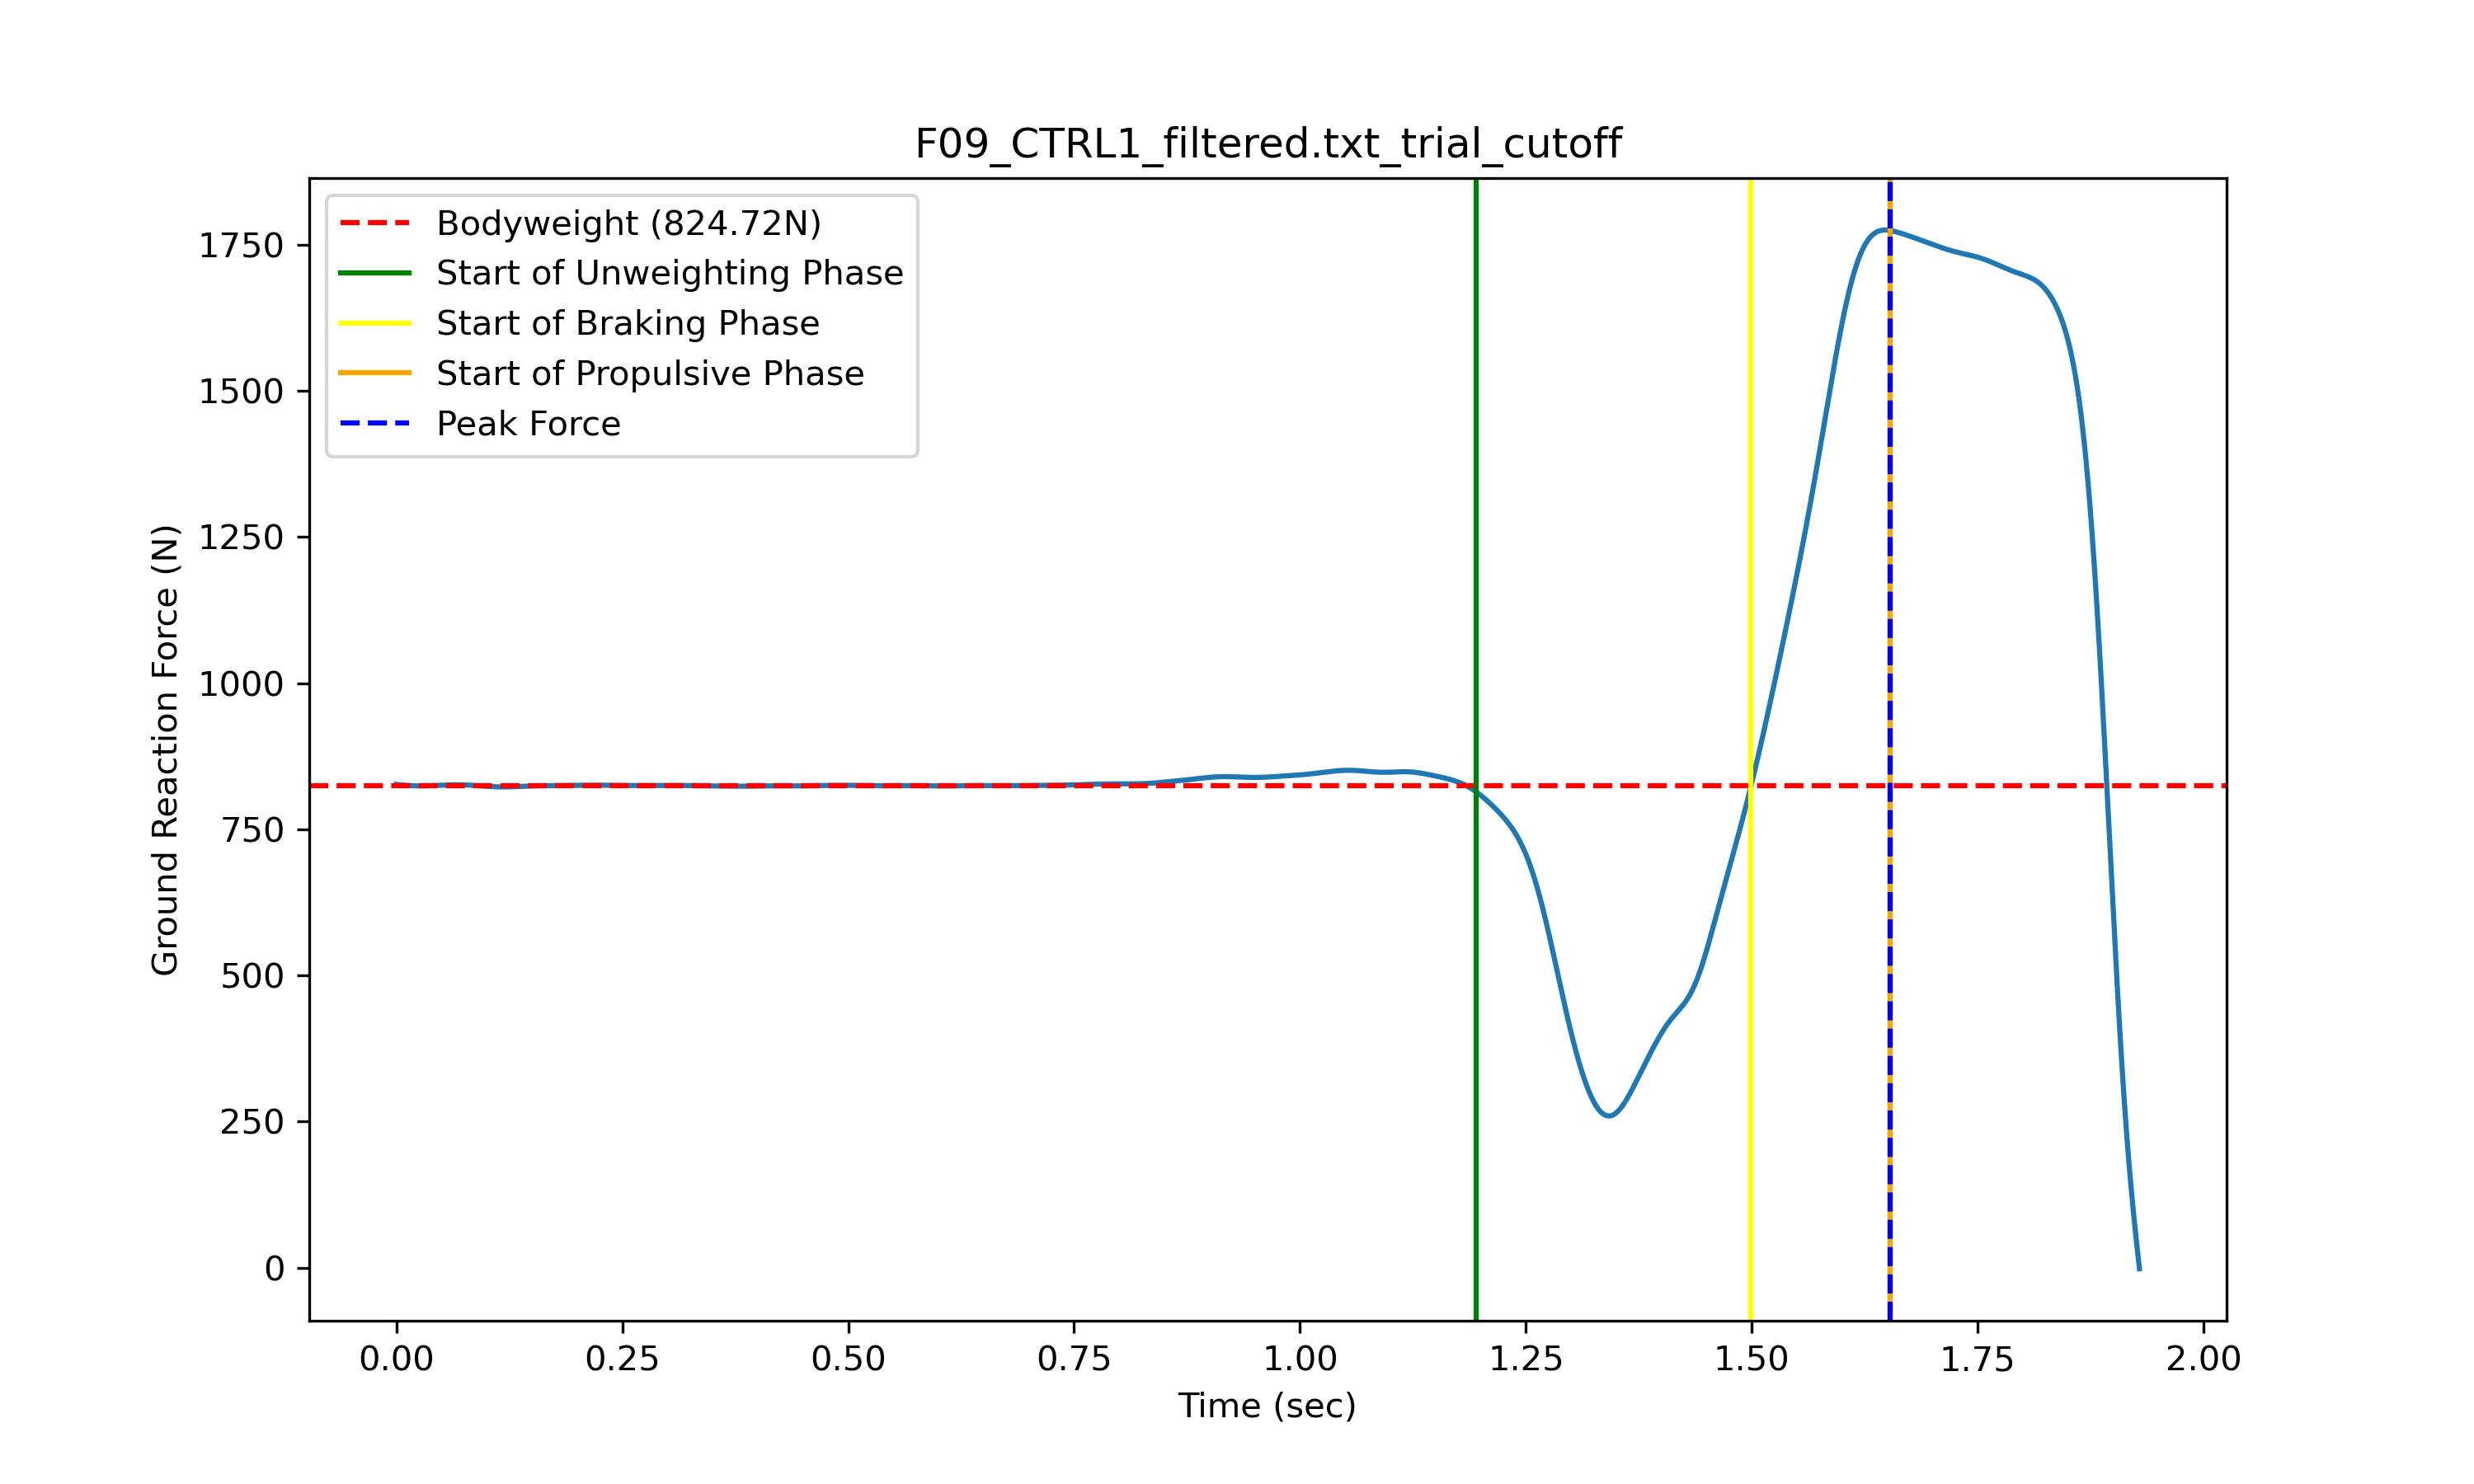 F09_CTRL1_filtered.txt_trial_cutoff
Bodyweight (824.72N)
Start of Unweighting Phase
Start of Braking Phase
Start of Propulsive Phase
Peak Force
Ground Reaction Force (N)
1750
1500
1250
1000
750
500
250
0
0.00 0.25 0.50 0.75 1.00 1.25 1.50 1.75 2.00
Time (sec)